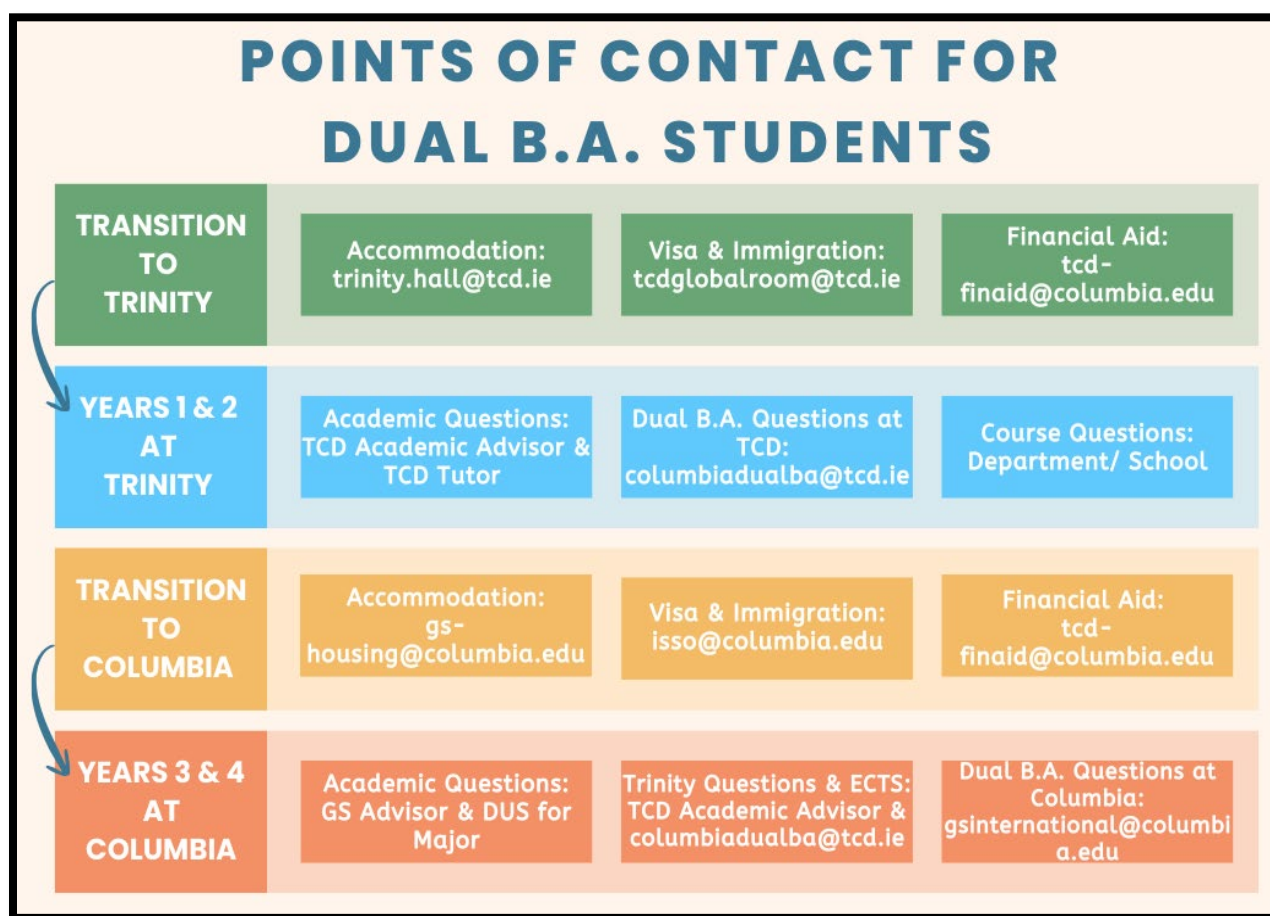 POINTS OF CONTACT FOR
DUAL B.A. STUDENTS
TRANSITION
TO
TRINITY
Accommodation:
trinity.hall@tcd.ie
Visa & Immigration:
tcdglobalroom@tcd.ie
Financial Aid:
tcd-
finaid@columbia.edu
YEARS 1 & 2
AT
TRINITY
Academic Questions:
TCD Academic Advisor &
TCD Tutor
Dual B.A. Questions at
TCD:
columbiadualba@tcd.ie
Course Questions:
Department/ School
TRANSITION
TO
COLUMBIA
Accommodation:
gs-
housing@columbia.edu
Visa & Immigration:
isso@columbia.edu
Financial Aid:
tcd-
finaid@columbia.edu
YEARS 3 & 4
AT
COLUMBIA
Academic Questions:
GS Advisor & DUS for
Major
Trinity Questions & ECTS:
TCD Academic Advisor &
columbiadualba@tcd.ie
Dual B.A. Questions at
Columbia:
gsinternational@columbi
a.edu